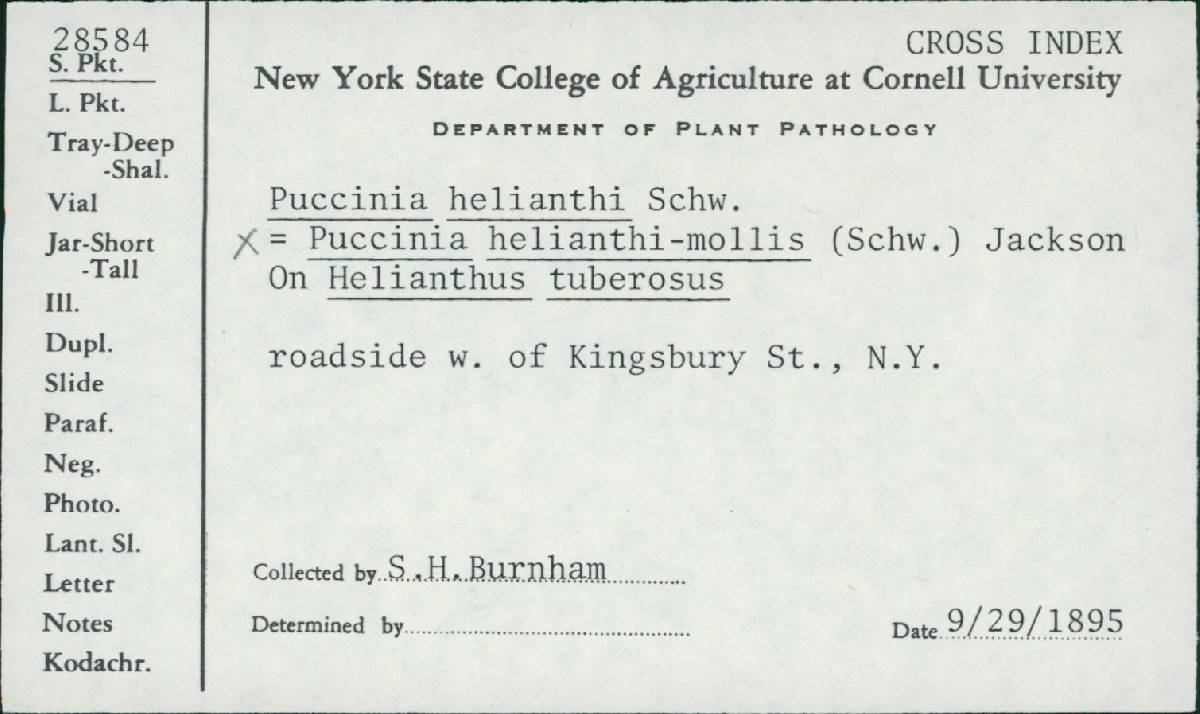 28584
S. Pkt.
L. Pkt.
Tray-Deep
-Shal.
Vial
Jar-Short
-Tall
Ill.
Dupl.
Slide
Paraf.
Neg.
Photo.
Lant. Sl.
Letter
Notes
Kodachr.
CROSS INDEX
New York State College of Agriculture at Cornell University
DEPARTMENT OF PLANT PATHOLOGY
Puccinia helianthi Schw.
X = Puccinia helianthi-mollis (Schw.) Jackson
On Helianthus tuberosus
roadside w. of Kingsbury St., N.Y.
Collected by S.H.Burnham
Determined by
Date 9/29/1895